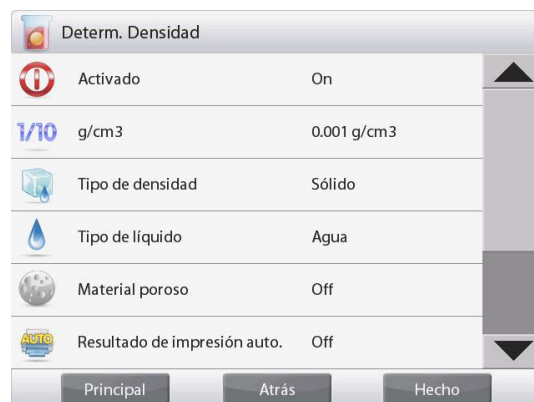 Determ. Densidad
Activado On
1/10 g/cm3 0.001 g/cm3
Tipo de densidad Sólido
Tipo de líquido Agua
Material poroso Off
AUTO Resultado de impresión auto. Off
Principal Atrás Hecho